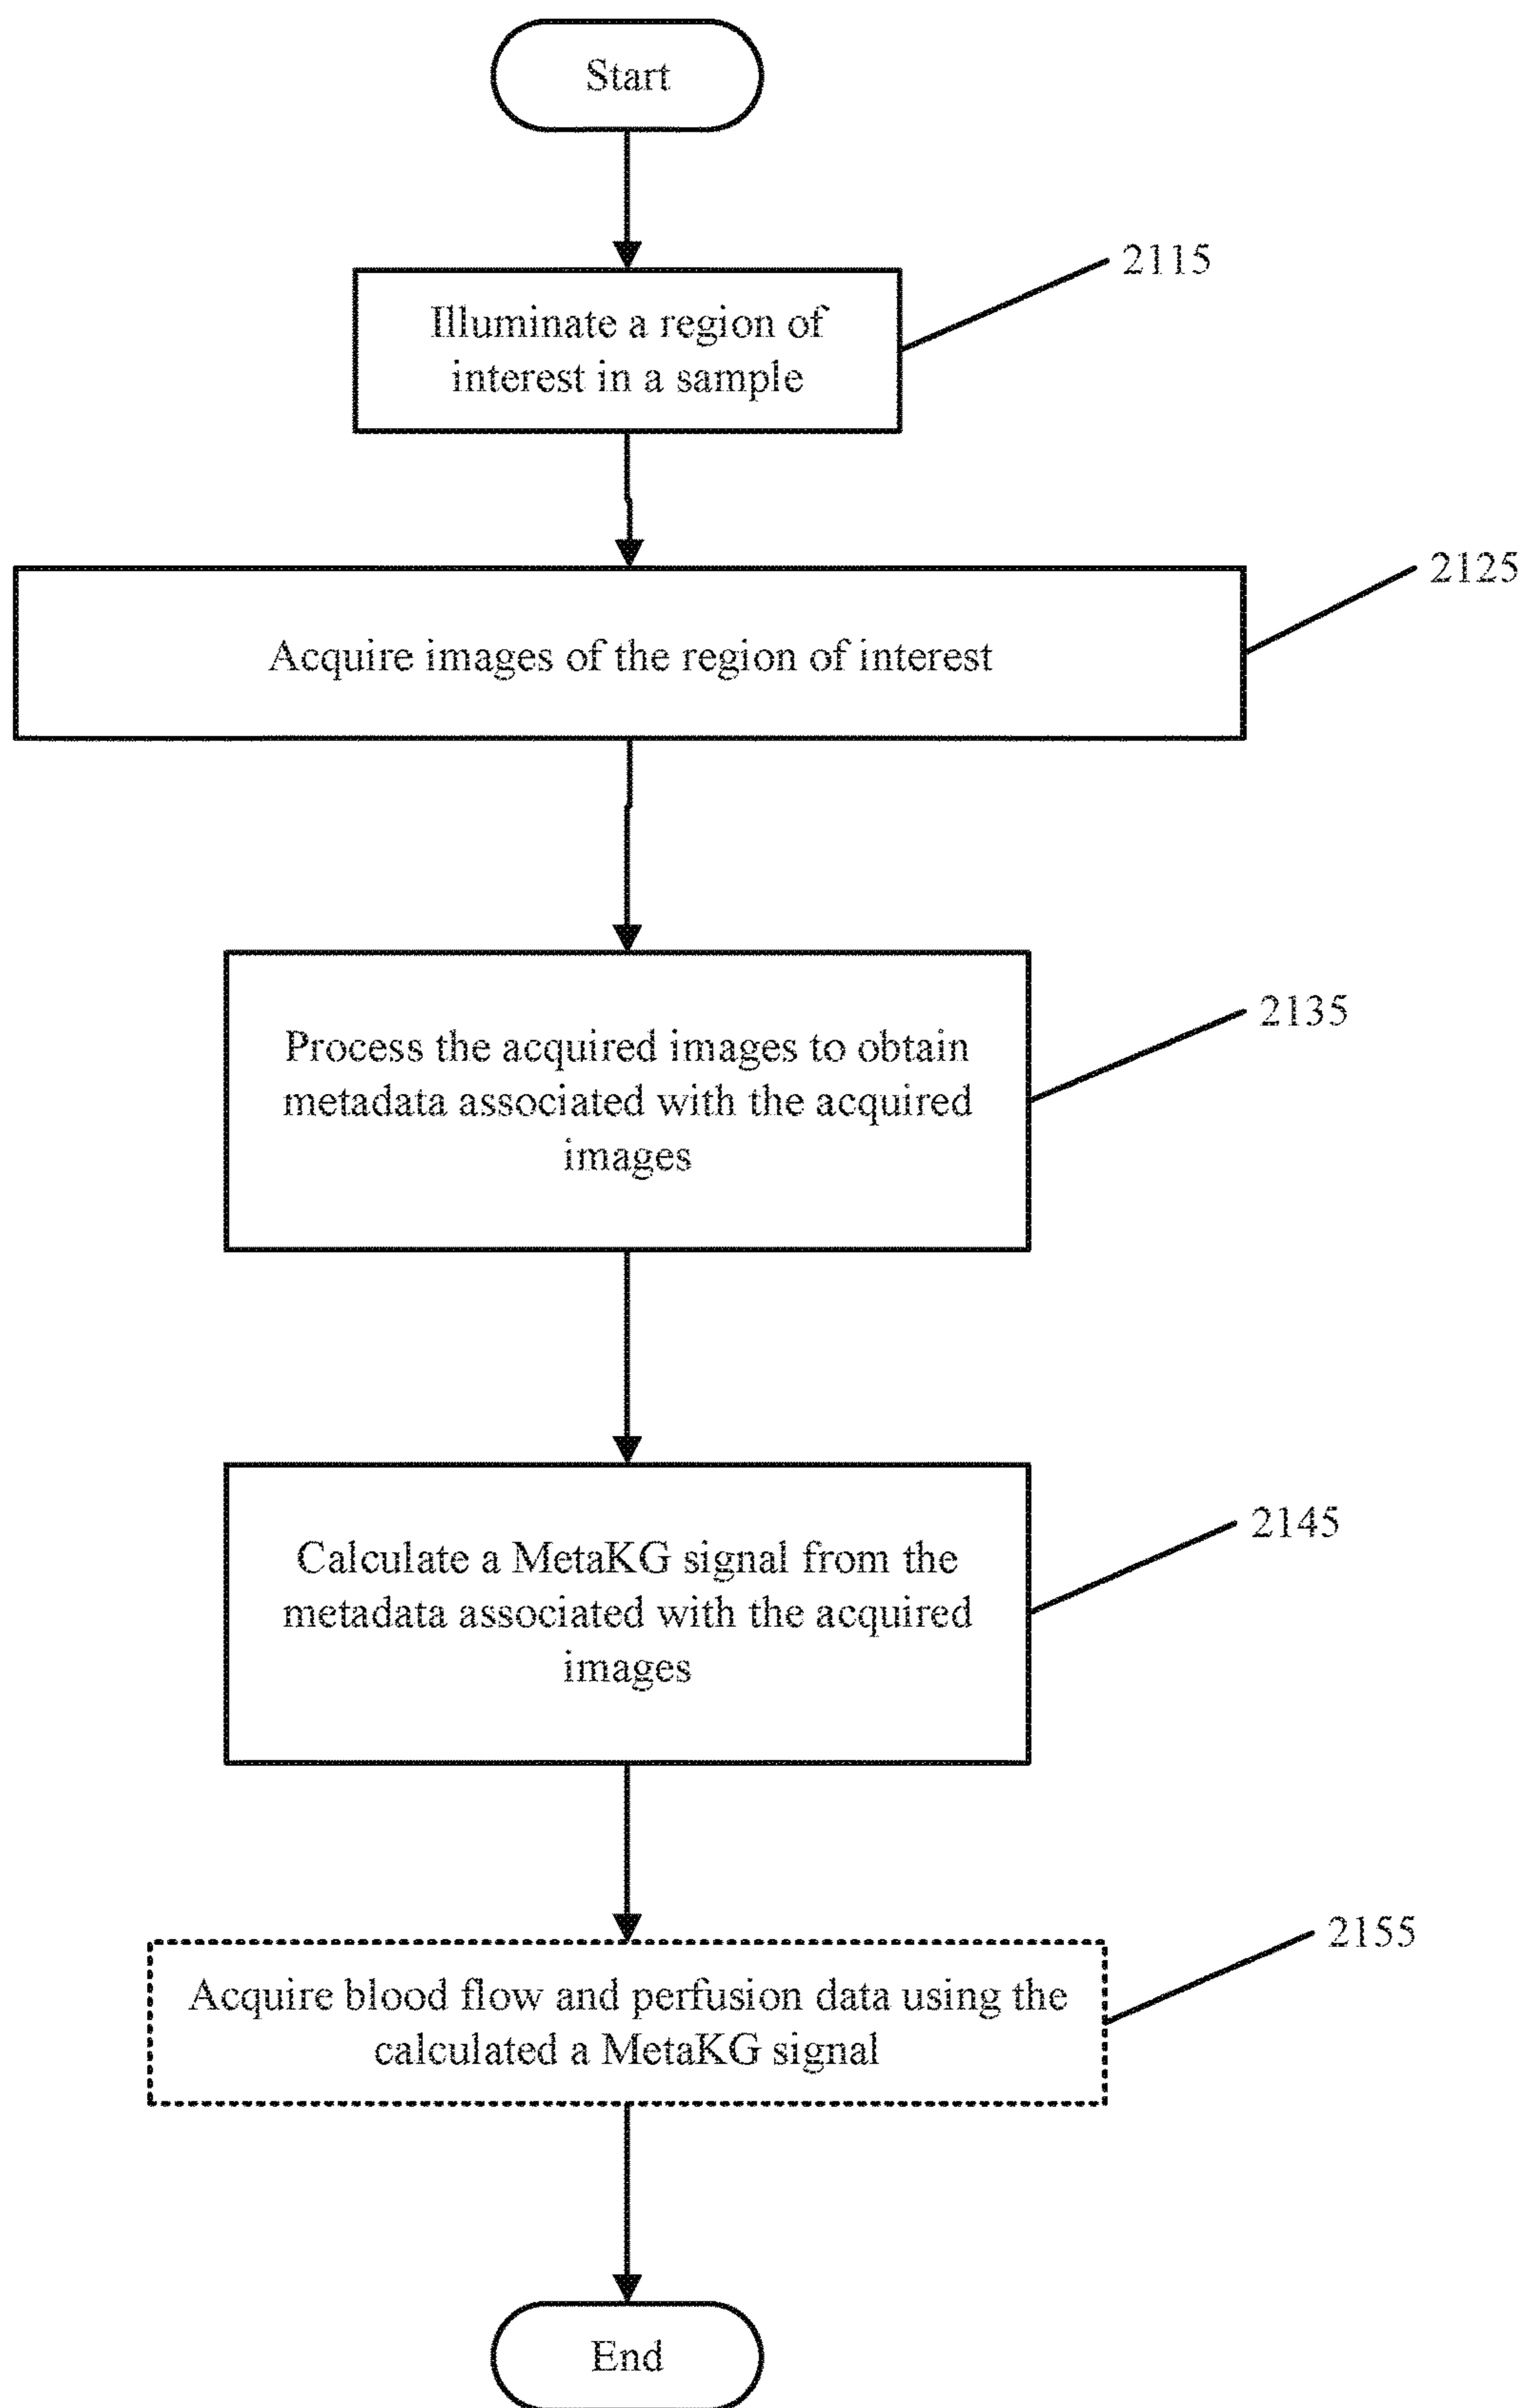 Start
2115
Illuminate a region of
interest in a sample
2125
Acquire images of the region of interest
2135
Process the acquired images to obtain
metadata associated with the acquired
images
2145
Calculate a MetaKG signal from the
metadata associated with the acquired
images
2155
Acquire blood flow and perfusion data using the
calculated a MetaKG signal
End